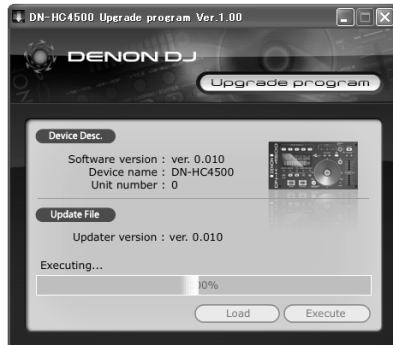 DN-HC4500 Upgrade program Ver.1.00
DENON DJ
Upgrade program
Device Desc.
Software version : ver. 0.010
Device name : DN-HC4500
Unit number : 0
Update File
Updater version : ver. 0.010
Executing...
Load Execute